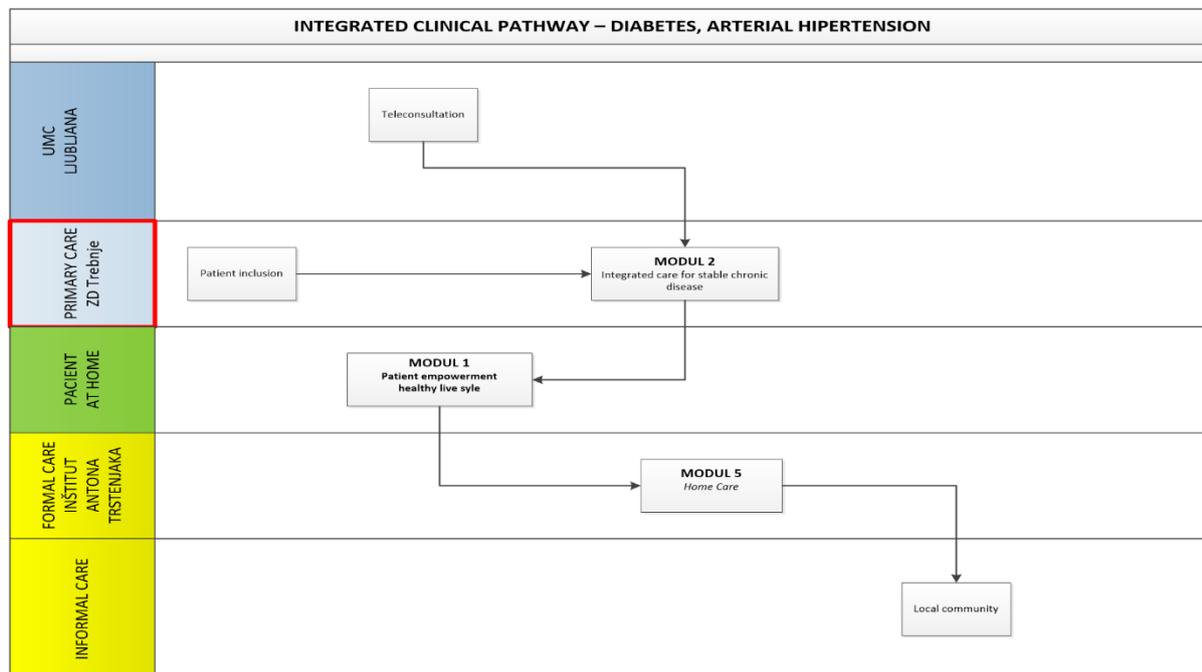 INTEGRATED CLINICAL PATHWAY – DIABETES, ARTERIAL HIPERTENSION
UMC
LJUBLJANA
Teleconsultation
PRIMARY CARE
ZD Trebnje
Patient inclusion
MODUL 2
Integrated care for stable chronic
disease
PACIENT
AT HOME
MODUL 1
Patient empowerment
healthy live syle
FORMAL CARE
INŠTITUT
ANTONA
TRSTENJAKA
MODUL 5
Home Care
INFORMAL CARE
Local community